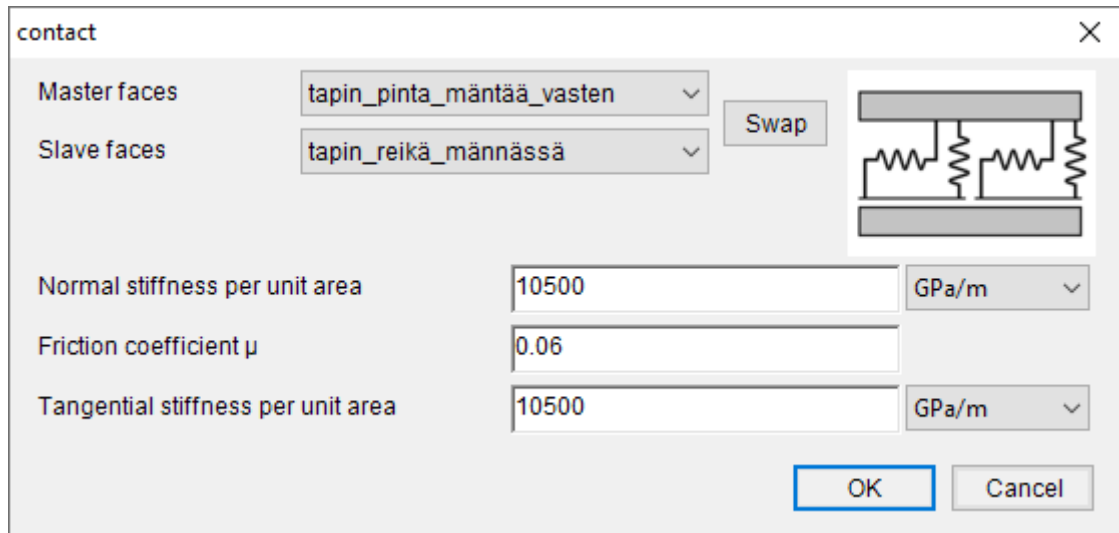 contact
Master faces tapin_pinta_mäntää_vasten
Swap
Slave faces tapin_reikä_männässä
Normal stiffness per unit area 10500 GPa/m
Friction coefficient µ 0.06
Tangential stiffness per unit area 10500 GPa/m
OK Cancel